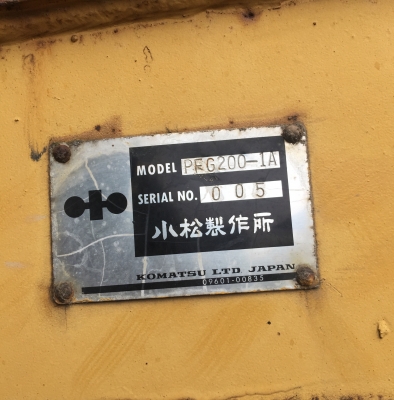 MODEL PFG200-1A
SERIAL NO. 005
小松製作所
KOMATSU LTD JAPAN
09601-00835